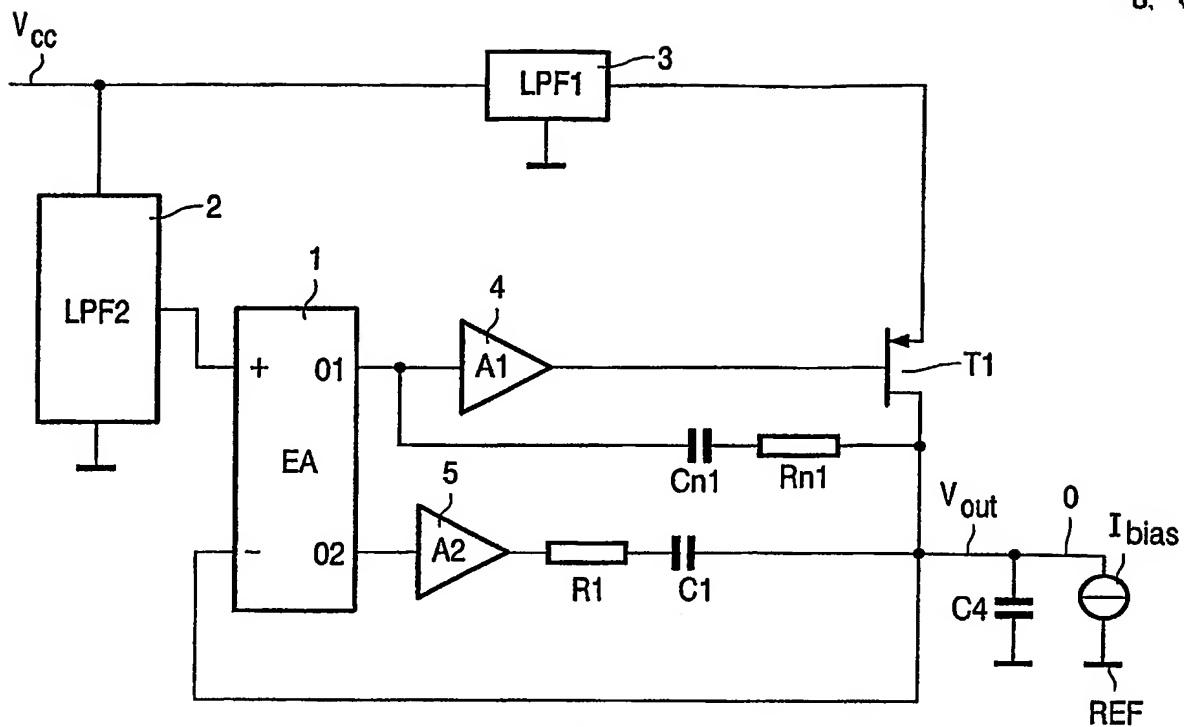 Vcc
3
LPF1
2
LPF2
1
4
+
01
A1
T1
EA
Cn1
Rn1
5
Vout
0
Ibias
-
02
A2
R1
C1
C4
REF